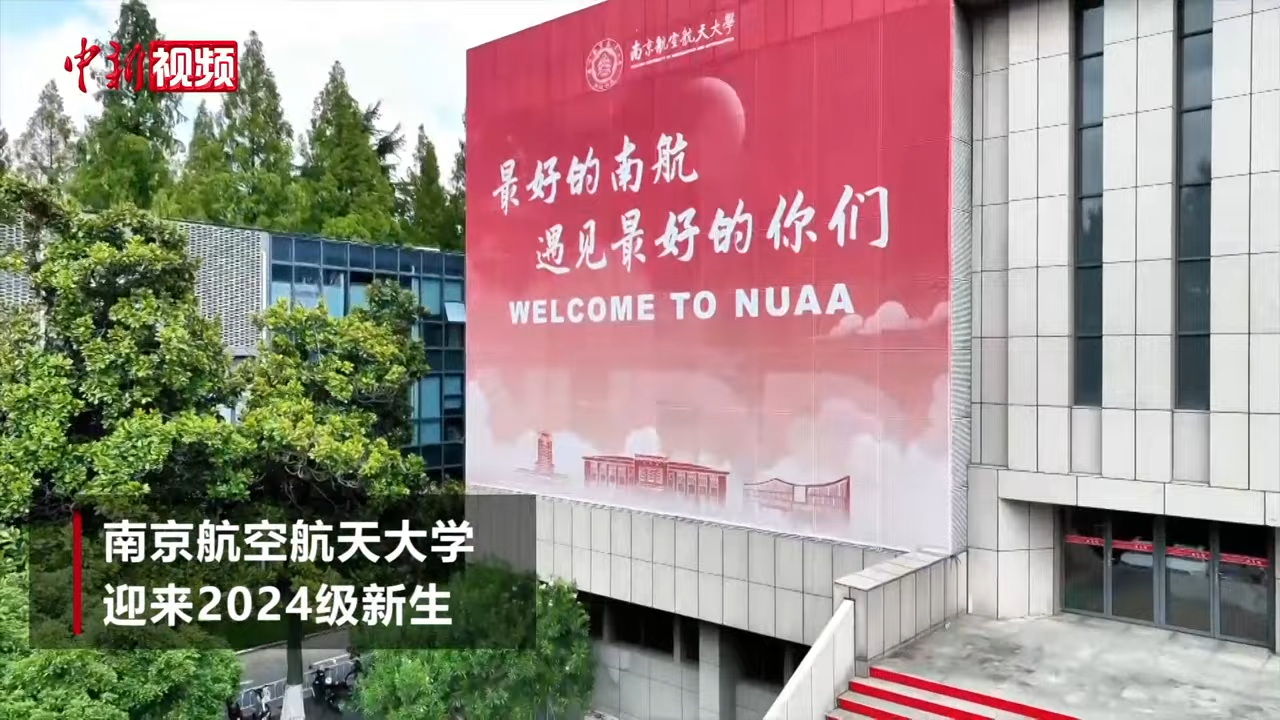 中新视频
南京航空航天大學
最好的南航
遇见最好的你们
WELCOME TO NUAA
南京航空航天大学
迎来2024级新生